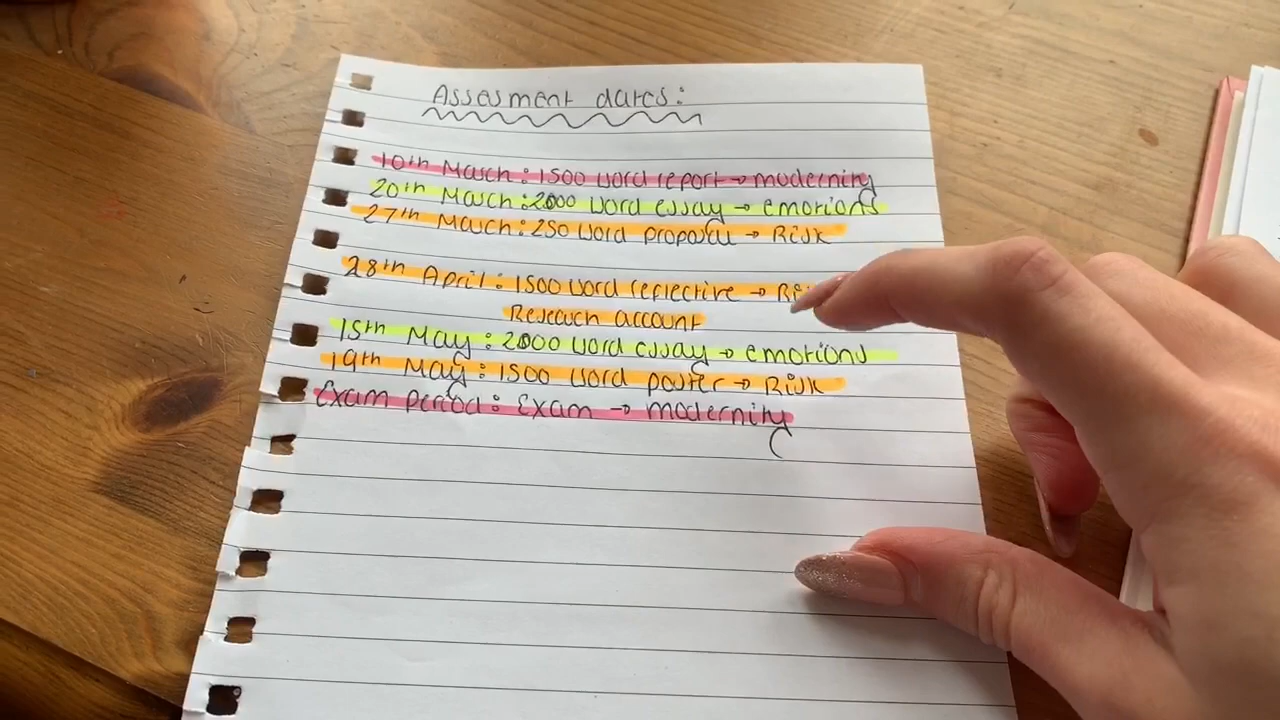 Assesment dates:
10th March: 1500 word report → modernity
20th March: 2000 word essay → emotions
27th March: 250 word proposal → Risk
28th April: 1500 word reflective →
Research account
15th May: 2000 word essay → emotions
19th May: 1500 word poster → Risk
Exam period: Exam → modernity